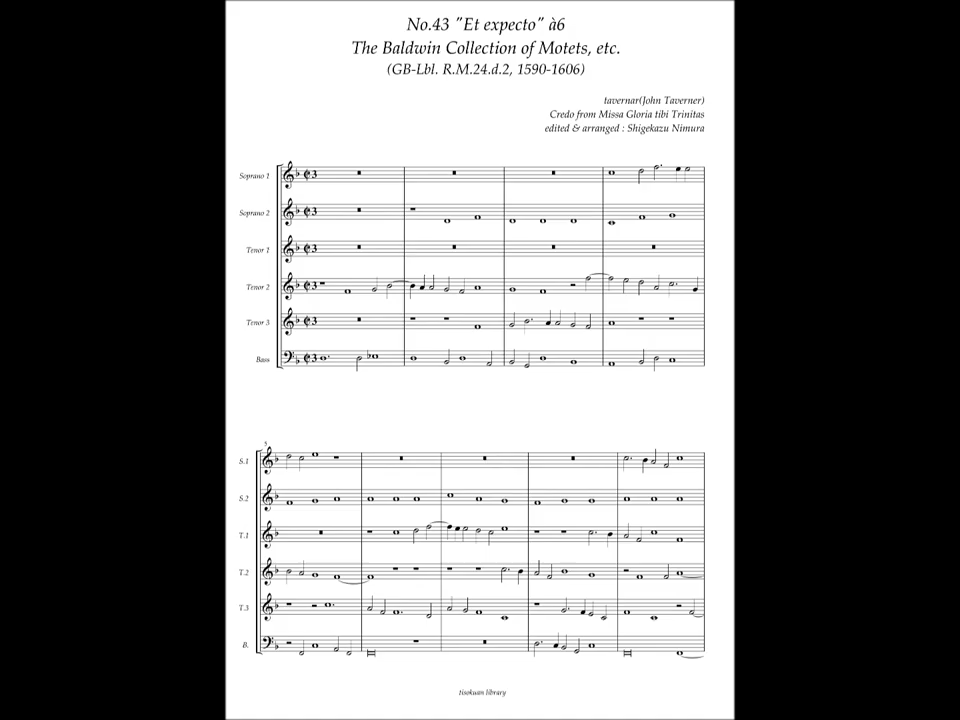 No.43 "Et expecto" à6
The Baldwin Collection of Motets, etc.
(GB-Lbl. R.M.24.d.2, 1590-1606)
tavernar(John Taverner)
Credo from Missa Gloria tibi Trinitas
edited & arranged : Shigekazu Nimura
Soprano 1
Soprano 2
Tenor 1
Tenor 2
Tenor 3
Bass
5
S.1
S.2
T.1
T.2
T.3
B.
tisokuan library